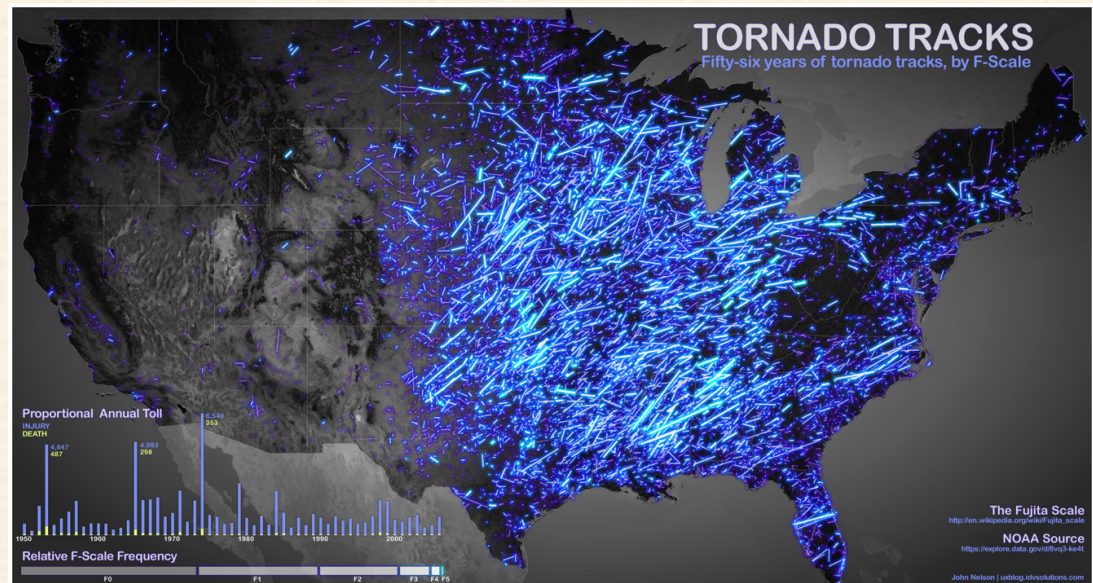 TORNADO TRACKS
Fifty-six years of tornado tracks, by F-Scale
Proportional Annual Toll
INJURY
DEATH
4,647
487
4,983
298
6,540
353
1950 1960 1970 1980 1990 2000
Relative F-Scale Frequency
F0 F1 F2 F3 F4 F5
The Fujita Scale
http://en.wikipedia.org/wiki/Fujita_scale
NOAA Source
https://explore.data.gov/d/8vq3-ke4t
John Nelson | uxblog.idvsolutions.com